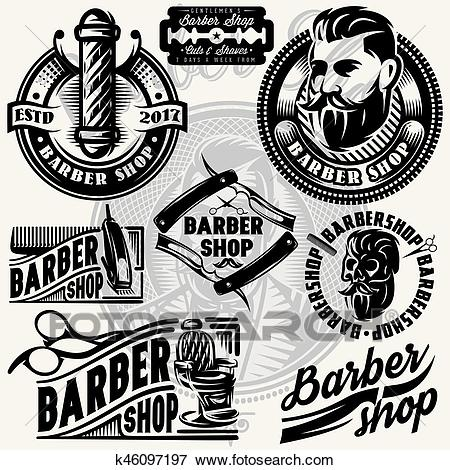 GENTLEMEN'S
Barber Shop
Cuts & Shaves
7 DAYS A WEEK FROM
ESTD 2017
• BARBER SHOP •
BARBER SHOP
BARBER
SHOP
BARBERSHOP
BARBERSHOP
•BARBERSHOP•
BARBER
SHOP
BARBER
SHOP
Barber
shop
FOTOSEARCH
k46097197 www.fotosearch.com